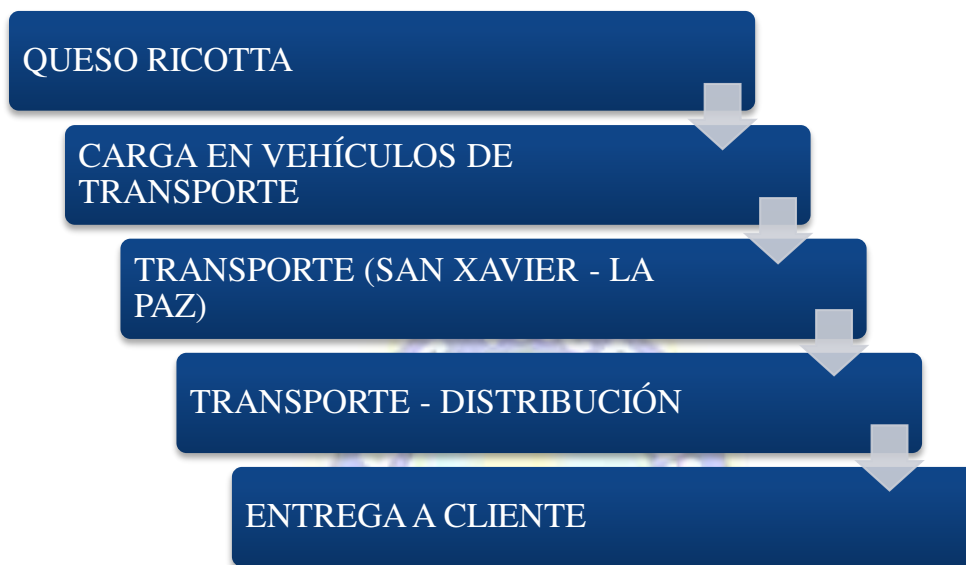 QUESO RICOTTA
CARGA EN VEHÍCULOS DE
TRANSPORTE
TRANSPORTE (SAN XAVIER - LA
PAZ)
TRANSPORTE - DISTRIBUCIÓN
ENTREGA A CLIENTE